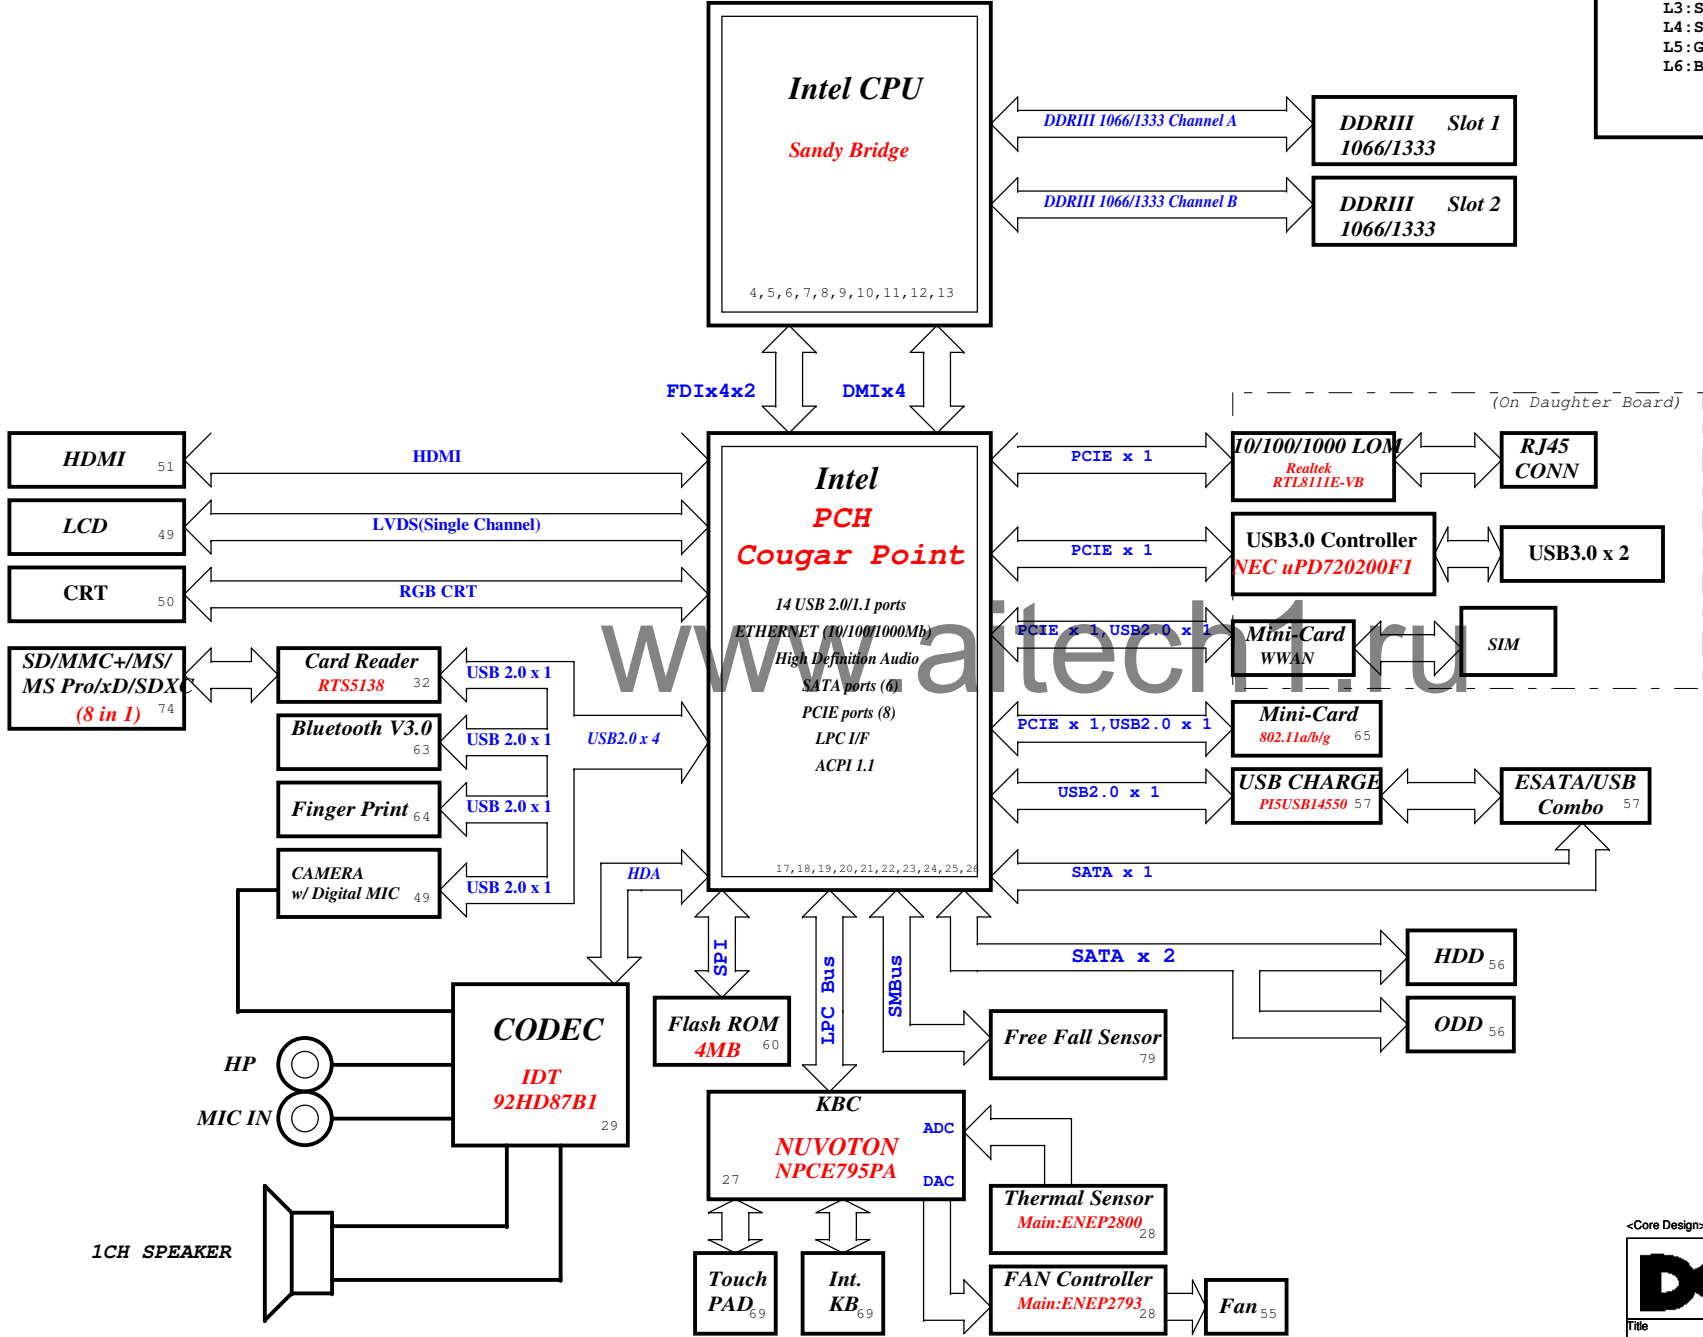 L3:S
L4:S
L5:G
L6:B
Intel CPU
Sandy Bridge
4,5,6,7,8,9,10,11,12,13
DDRIII 1066/1333 Channel A
DDRIII Slot 1
1066/1333
DDRIII 1066/1333 Channel B
DDRIII Slot 2
1066/1333
FDIx4x2
DMIx4
(On Daughter Board)
HDMI 51
HDMI
LCD 49
LVDS(Single Channel)
CRT 50
RGB CRT
Intel
PCH
Cougar Point
14 USB 2.0/1.1 ports
ETHERNET (10/100/1000Mb)
High Definition Audio
SATA ports (6)
PCIE ports (8)
LPC I/F
ACPI 1.1
17,18,19,20,21,22,23,24,25,26
PCIE x 1
10/100/1000 LOM
Realtek
RTL8111E-VB
RJ45
CONN
PCIE x 1
USB3.0 Controller
NEC uPD720200F1
USB3.0 x 2
www.aitech1.ru
PCIE x 1,USB2.0 x 1
Mini-Card
WWAN
SIM
PCIE x 1,USB2.0 x 1
Mini-Card
802.11a/b/g 65
USB2.0 x 1
USB CHARGE
PI5USB14550 57
ESATA/USB
Combo 57
SATA x 1
SD/MMC+/MS/
MS Pro/xD/SDXC
(8 in 1) 74
Card Reader
RTS5138 32
USB 2.0 x 1
Bluetooth V3.0
63
USB 2.0 x 1
USB2.0 x 4
Finger Print 64
USB 2.0 x 1
CAMERA
w/ Digital MIC 49
USB 2.0 x 1
HDA
SPI
LPC Bus
SMBus
SATA x 2
HDD 56
ODD 56
CODEC
IDT
92HD87B1
29
HP
MIC IN
1CH SPEAKER
Flash ROM
4MB 60
Free Fall Sensor
79
KBC
NUVOTON
NPCE795PA
27
ADC
DAC
Thermal Sensor
Main:ENEP2800
28
FAN Controller
Main:ENEP2793
28
Fan 55
Touch
PAD 69
Int.
KB 69
<Core Design>
Title